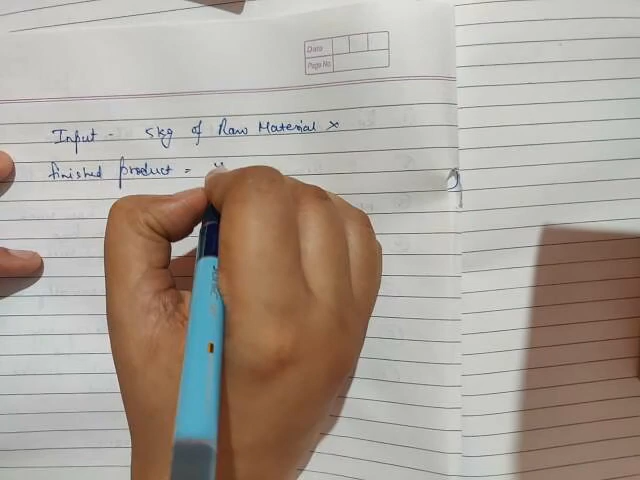 Date
Page No.
Input - 5kg of Raw Material x
finished product =